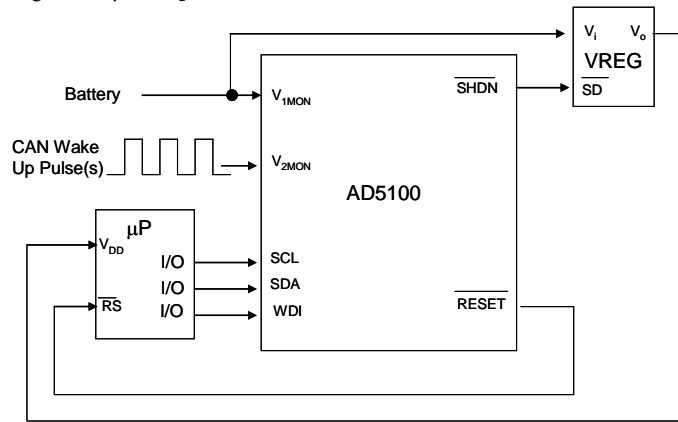 Vi Vo
VREG
SD
Battery
V1MON
SHDN
CAN Wake
Up Pulse(s)
V2MON
AD5100
μP
VDD
I/O
SCL
I/O
SDA
RS
I/O
WDI
RESET